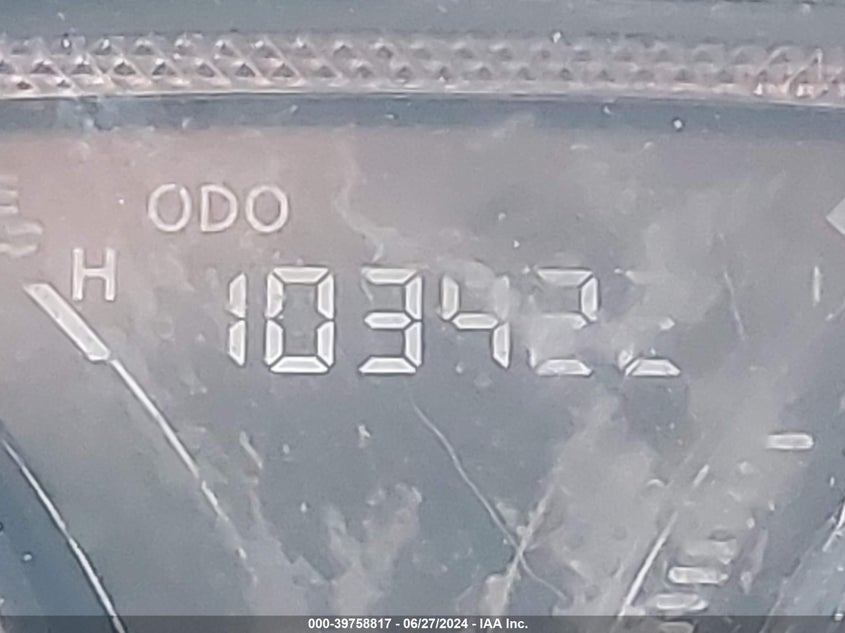 ODO
H
103422
000-39758817 - 06/27/2024 - IAA Inc.